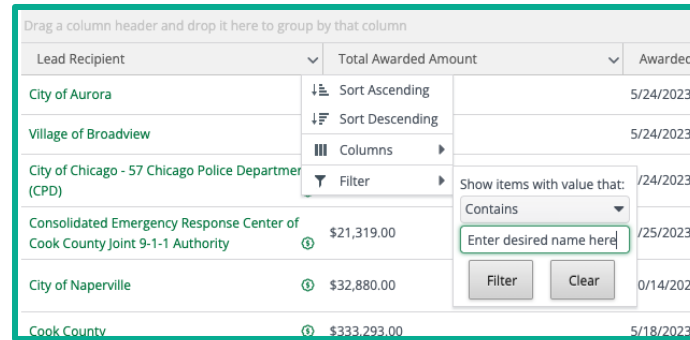 Drag a column header and drop it here to group by that column
Lead Recipient Total Awarded Amount Awarded
City of Aurora 5/24/2023
Village of Broadview 5/24/2023
City of Chicago - 57 Chicago Police Departmen
(CPD) /24/2023
Consolidated Emergency Response Center of
Cook County Joint 9-1-1 Authority $21,319.00 /25/2023
City of Naperville $32,880.00 0/14/202
Cook County $333,293.00 5/18/2023
Sort Ascending
Sort Descending
Columns
Filter
Show items with value that:
Contains
Enter desired name here
Filter Clear